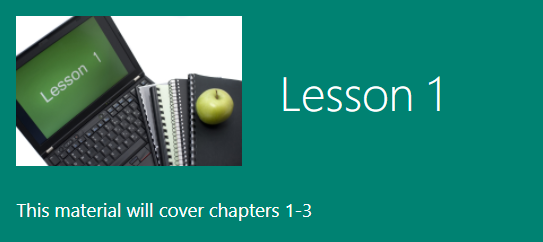 Lesson 1
Lesson 1
This material will cover chapters 1-3